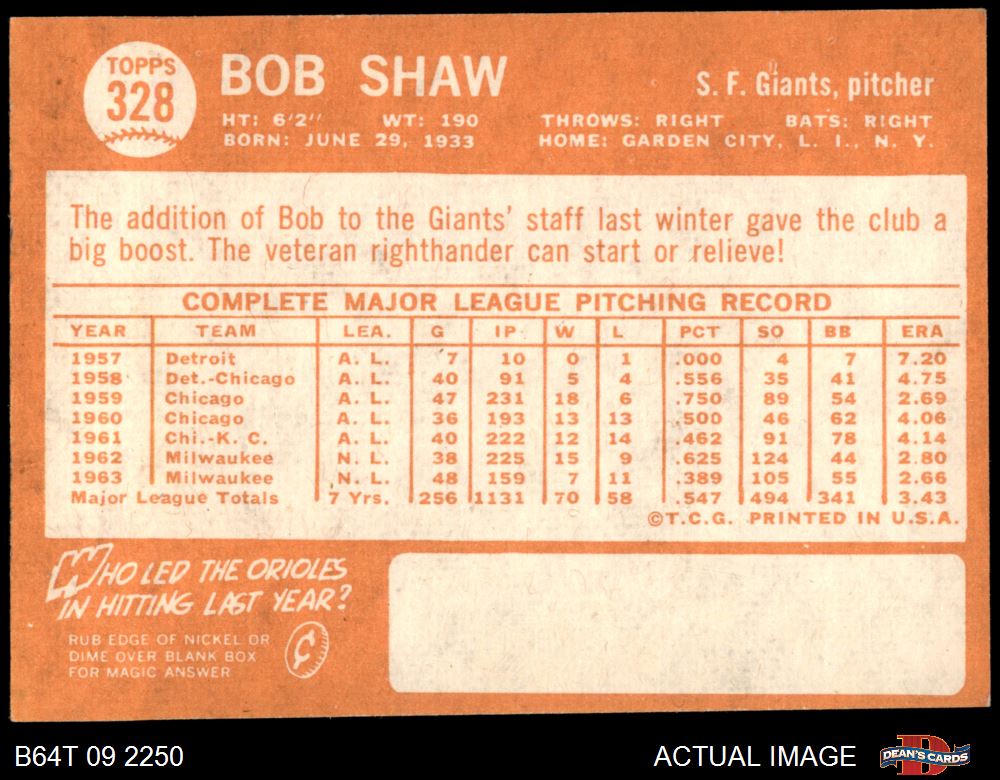 TOPPS
328
BOB SHAW
S. F. Giants, pitcher
HT: 6'2" WT: 190 THROWS: RIGHT BATS: RIGHT
BORN: JUNE 29, 1933 HOME: GARDEN CITY, L. I., N. Y.
The addition of Bob to the Giants' staff last winter gave the club a
big boost. The veteran righthander can start or relieve!
COMPLETE MAJOR LEAGUE PITCHING RECORD
YEAR TEAM LEA. G IP W L PCT SO BB ERA
1957 Detroit A. L. 7 10 0 1 .000 4 7 7.20
1958 Det.-Chicago A. L. 40 91 5 4 .556 35 41 4.75
1959 Chicago A. L. 47 231 18 6 .750 89 54 2.69
1960 Chicago A. L. 36 193 13 13 .500 46 62 4.06
1961 Chi.-K. C. A. L. 40 222 12 14 .462 91 78 4.14
1962 Milwaukee N. L. 38 225 15 9 .625 124 44 2.80
1963 Milwaukee N. L. 48 159 7 11 .389 105 55 2.66
Major League Totals 7 Yrs. 256 1131 70 58 .547 494 341 3.43
©T.C.G. PRINTED IN U.S.A.
WHO LED THE ORIOLES
IN HITTING LAST YEAR?
RUB EDGE OF NICKEL OR
DIME OVER BLANK BOX
FOR MAGIC ANSWER
¢
B64T 09 2250
ACTUAL IMAGE
D
DEAN'S CARDS